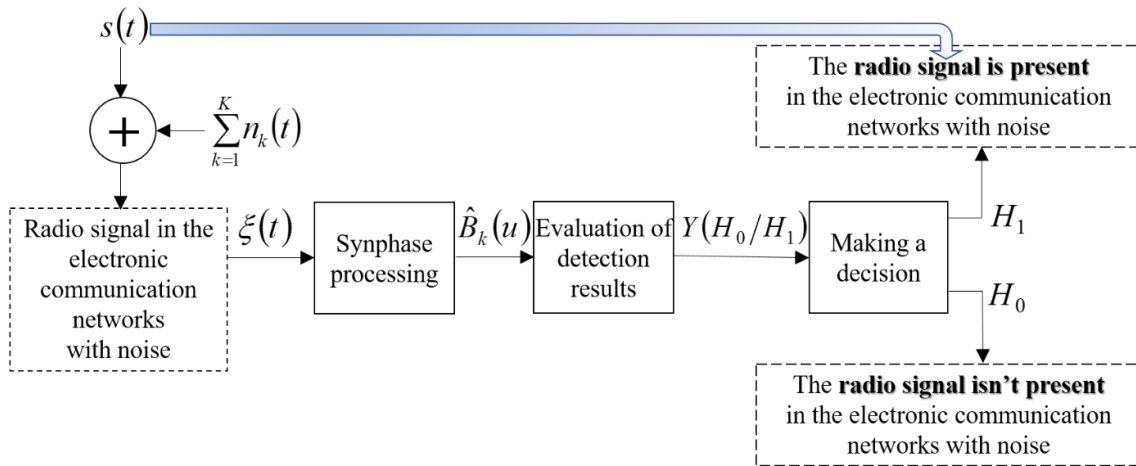 s(t)
The radio signal is present
in the electronic communication
networks with noise
+
\sum_{k=1}^{K} n_k(t)
Radio signal in the
electronic
communication
networks
with noise
ξ(t)
Synphase
processing
\hat{B}_k(u)
Evaluation of
detection
results
Y(H_0/H_1)
Making a
decision
H_1
H_0
The radio signal isn't present
in the electronic communication
networks with noise